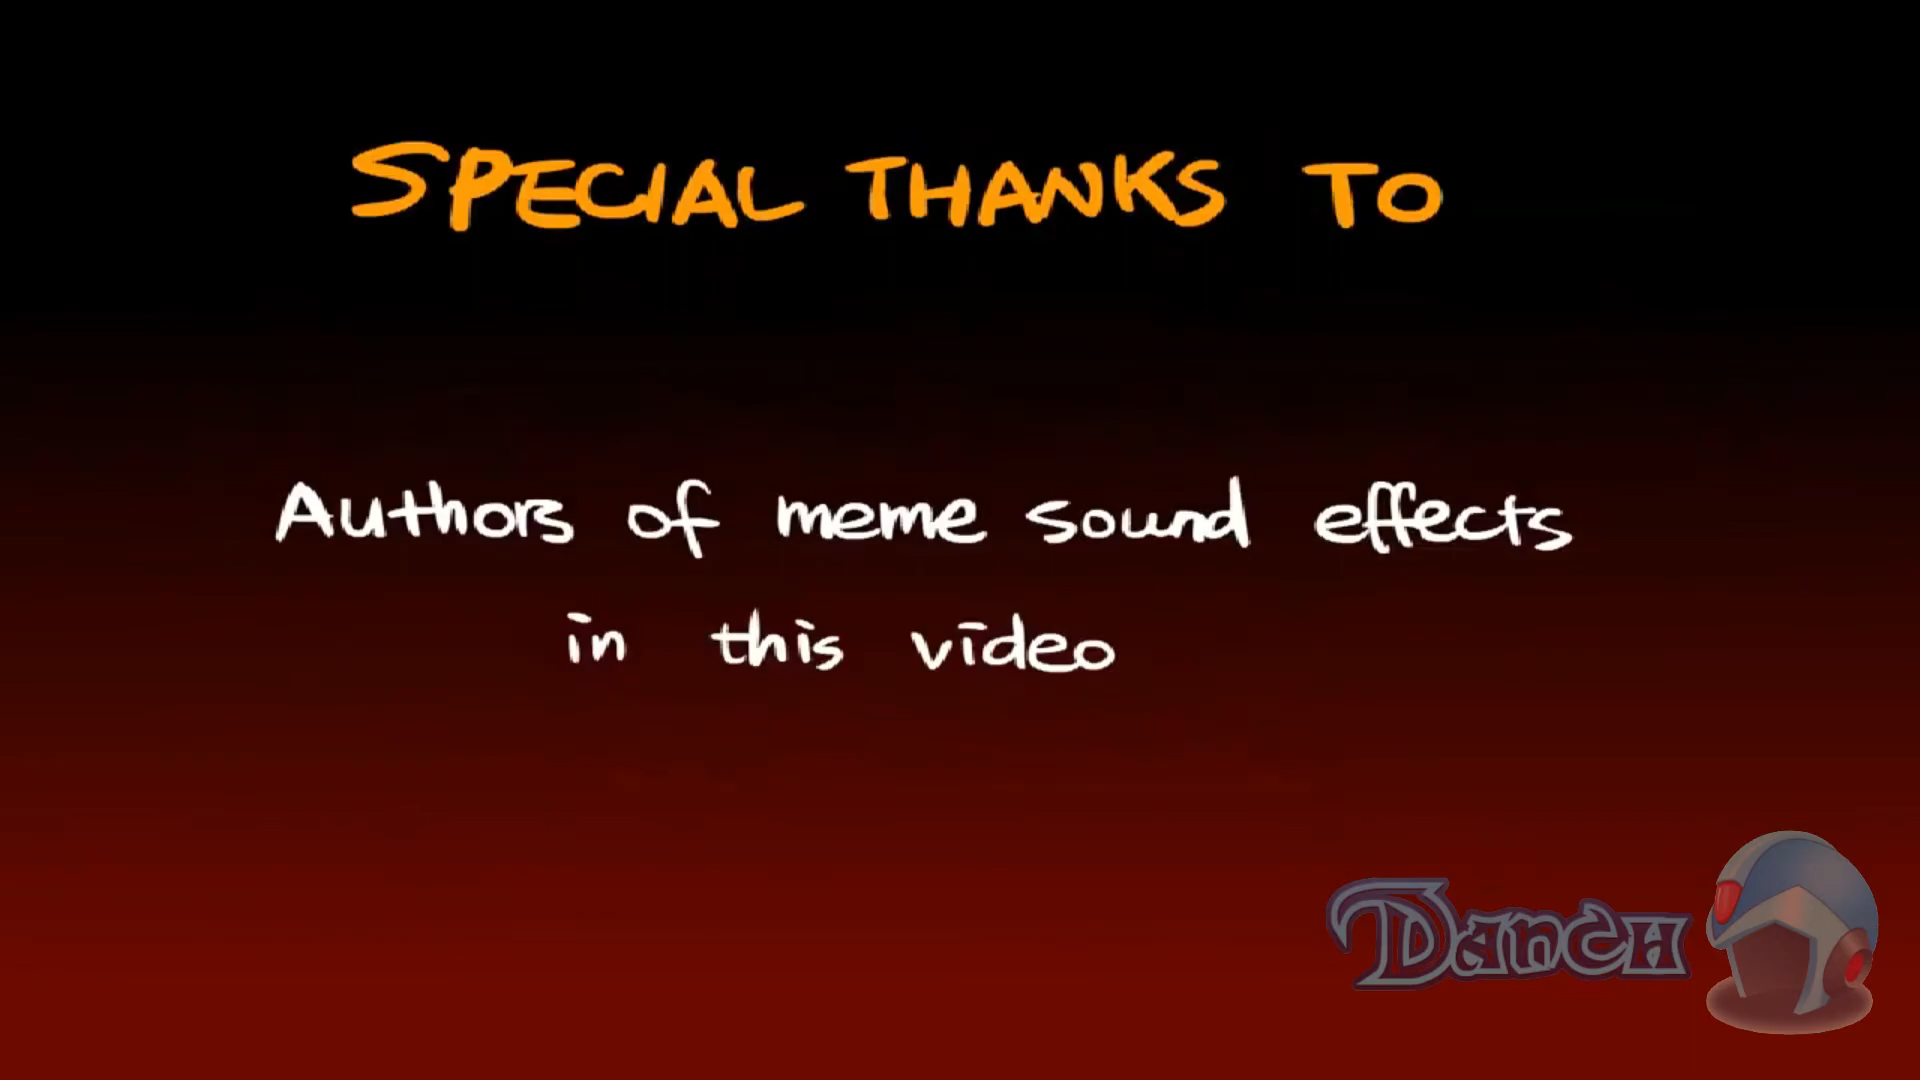 SPECIAL THANKS TO
Authors of meme sound effects
in this video
Danch